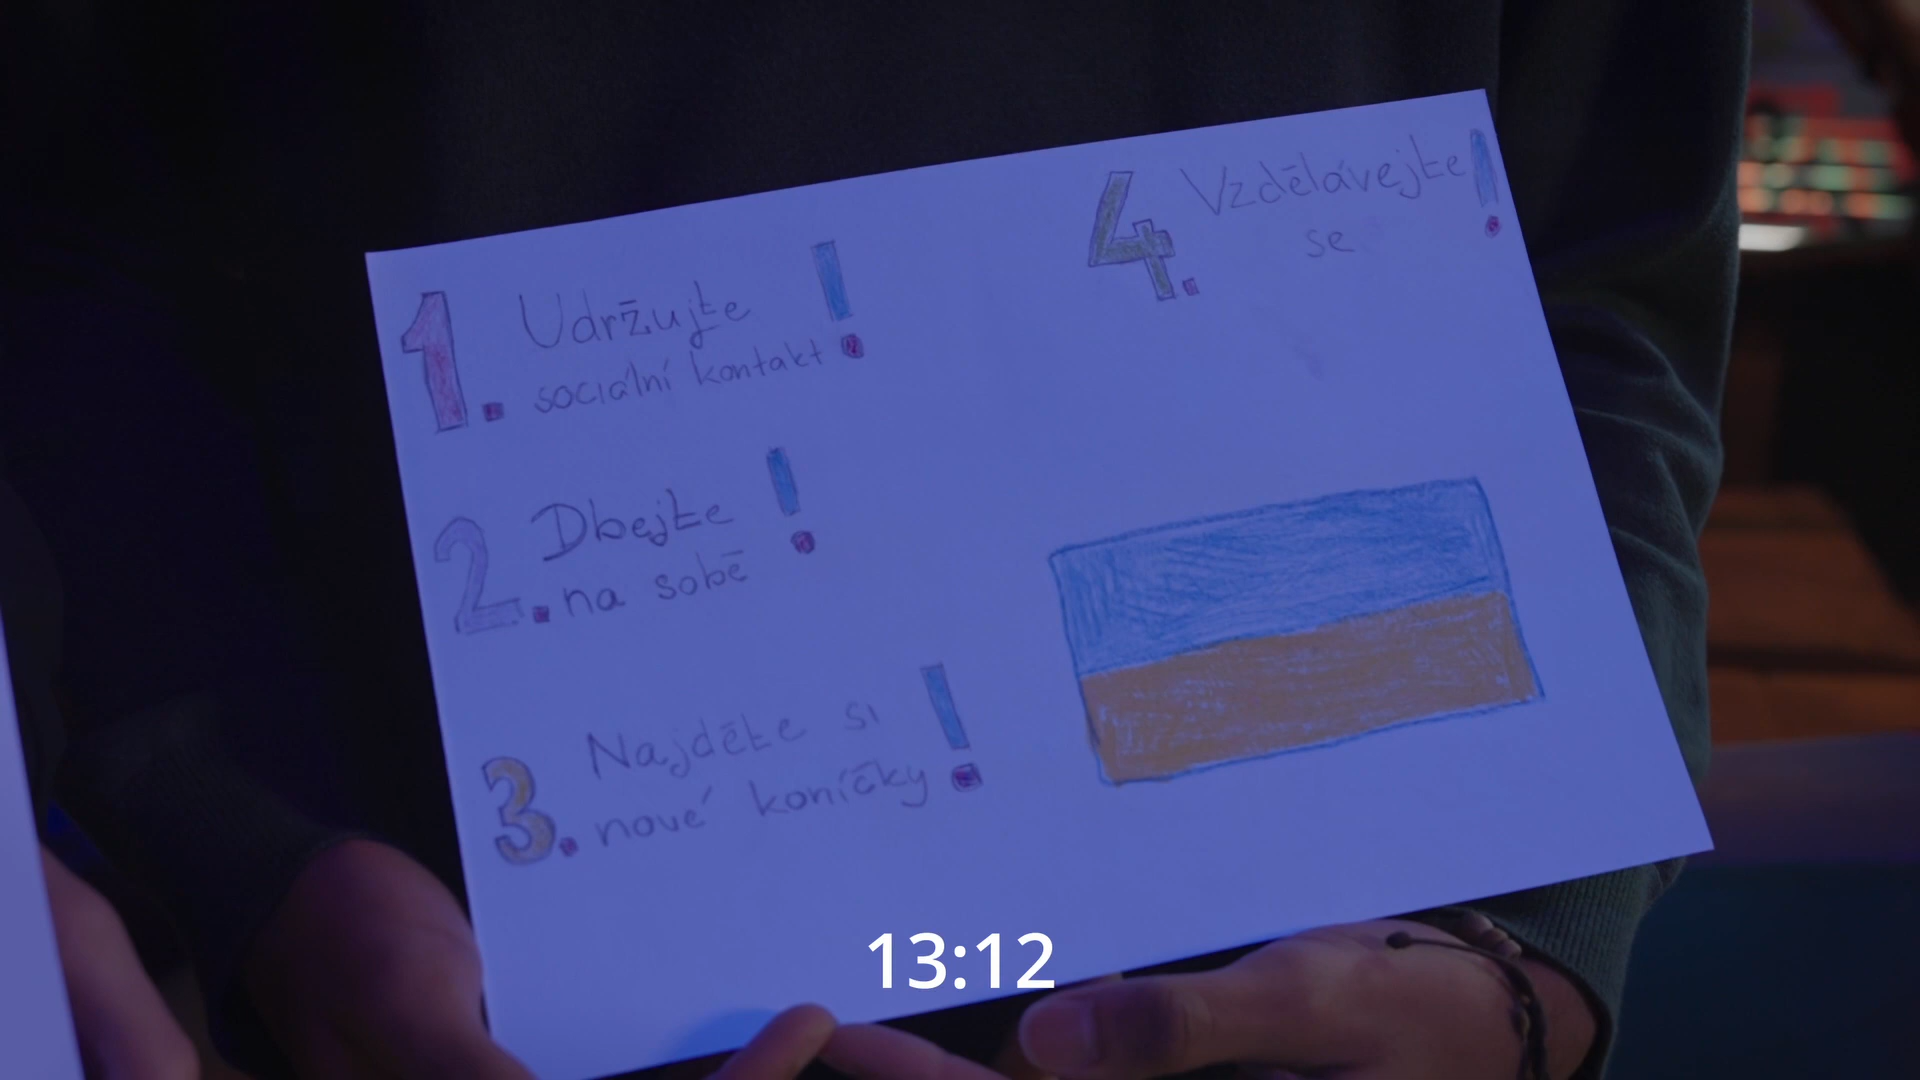 1. Udržujte !
sociální kontakt
2. Dbejte !
na sobě
3. Najděte si !
nové koníčky
4. Vzdělávejte !
se
13:12